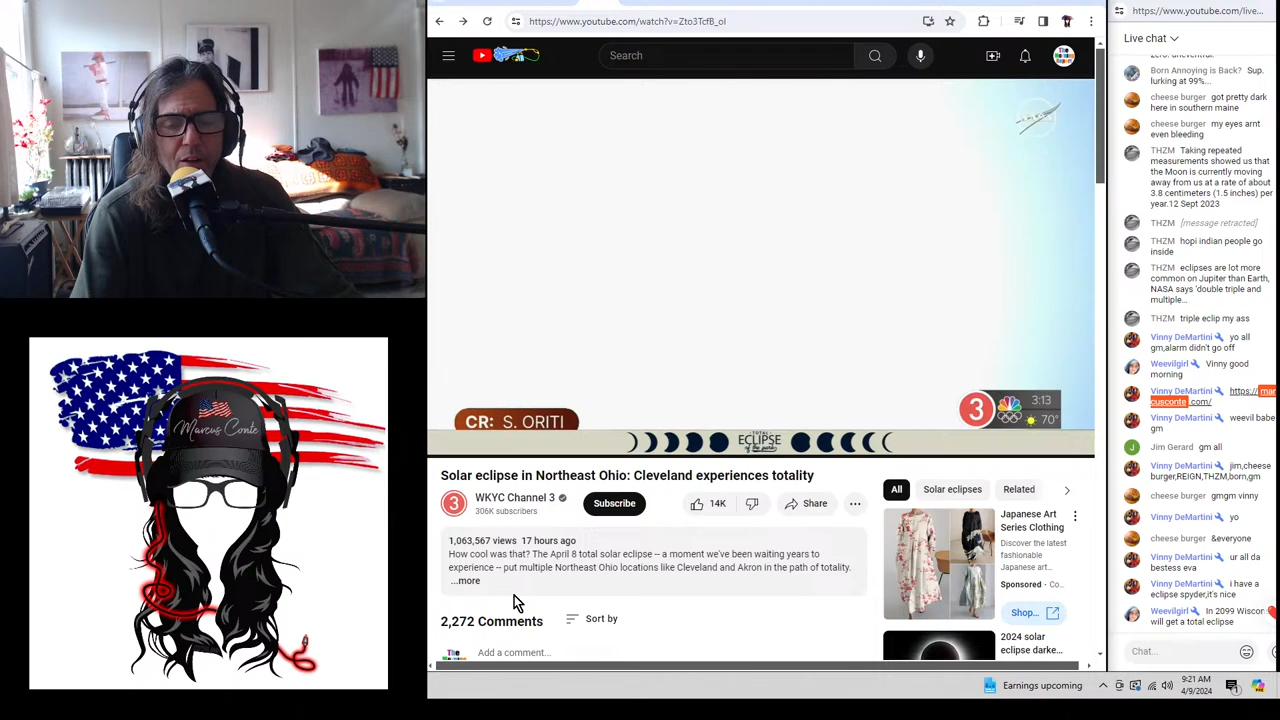 https://www.youtube.com/watch?v=Zto3TcfB_oI
https://www.youtube.com/live...
Search
Live chat
zero. uneventful.
Born Annoying is Back? Sup.
lurking at 99%...
cheese burger got pretty dark
here in southern maine
cheese burger my eyes arnt
even bleeding
THZM Taking repeated
measurements showed us that
the Moon is currently moving
away from us at a rate of about
3.8 centimeters (1.5 inches) per
year.12 Sept 2023
THZM [message retracted]
THZM hopi indian people go
inside
THZM eclipses are lot more
common on Jupiter than Earth,
NASA says 'double triple and
multiple...
THZM triple eclip my ass
Vinny DeMartini yo all
gm,alarm didn't go off
Weevilgirl Vinny good
morning
Vinny DeMartini https://mar
cusconte.com/
Vinny DeMartini weevil babe
gm
Jim Gerard gm all
Vinny DeMartini jim,cheese
burger,REIGN,THZM,born,gm
cheese burger gmgm vinny
Vinny DeMartini yo
cheese burger &everyone
Vinny DeMartini ur all da
bestess eva
Vinny DeMartini i have a
eclipse spyder,it's nice
Weevilgirl In 2099 Wiscon
will get a total eclipse
Chat...
Marcus Conte
CR: S. ORITI
3 3:13
70°
TOTAL
ECLIPSE
Solar eclipse in Northeast Ohio: Cleveland experiences totality
3 WKYC Channel 3
306K subscribers
Subscribe
14K
Share
1,063,567 views 17 hours ago
How cool was that? The April 8 total solar eclipse -- a moment we've been waiting years to
experience -- put multiple Northeast Ohio locations like Cleveland and Akron in the path of totality.
...more
2,272 Comments
Sort by
Add a comment...
All
Solar eclipses
Related
Japanese Art
Series Clothing
Discover the latest
fashionable
Japanese art...
Sponsored · Co...
Shop...
2024 solar
eclipse darke...
Earnings upcoming
9:21 AM
4/9/2024